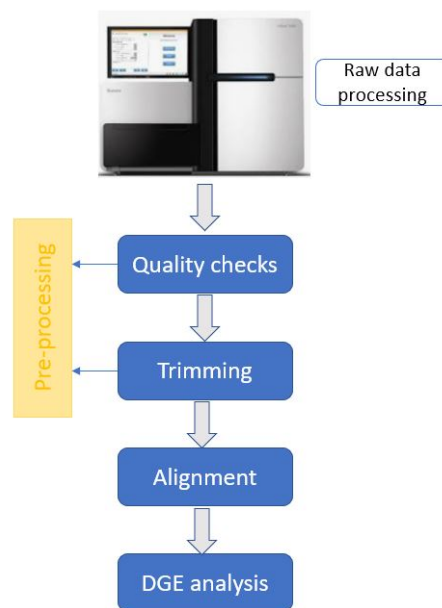 Raw data
processing
Quality checks
Pre-processing
Trimming
Alignment
DGE analysis